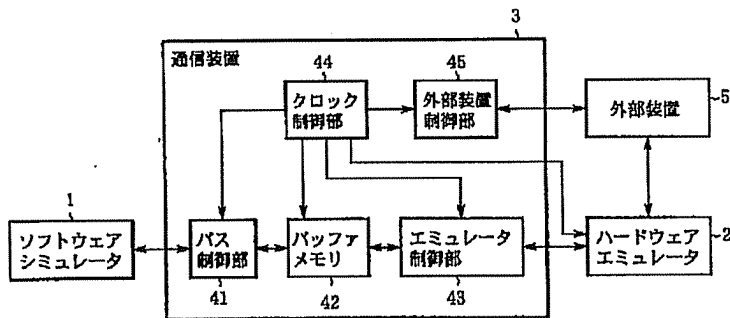 3
通信装置
44
クロック
制御部
45
外部装置
制御部
外部装置
5
1
ソフトウェア
シミュレータ
バス
制御部
41
バッファ
メモリ
42
エミュレータ
制御部
43
ハードウェア
エミュレータ
2